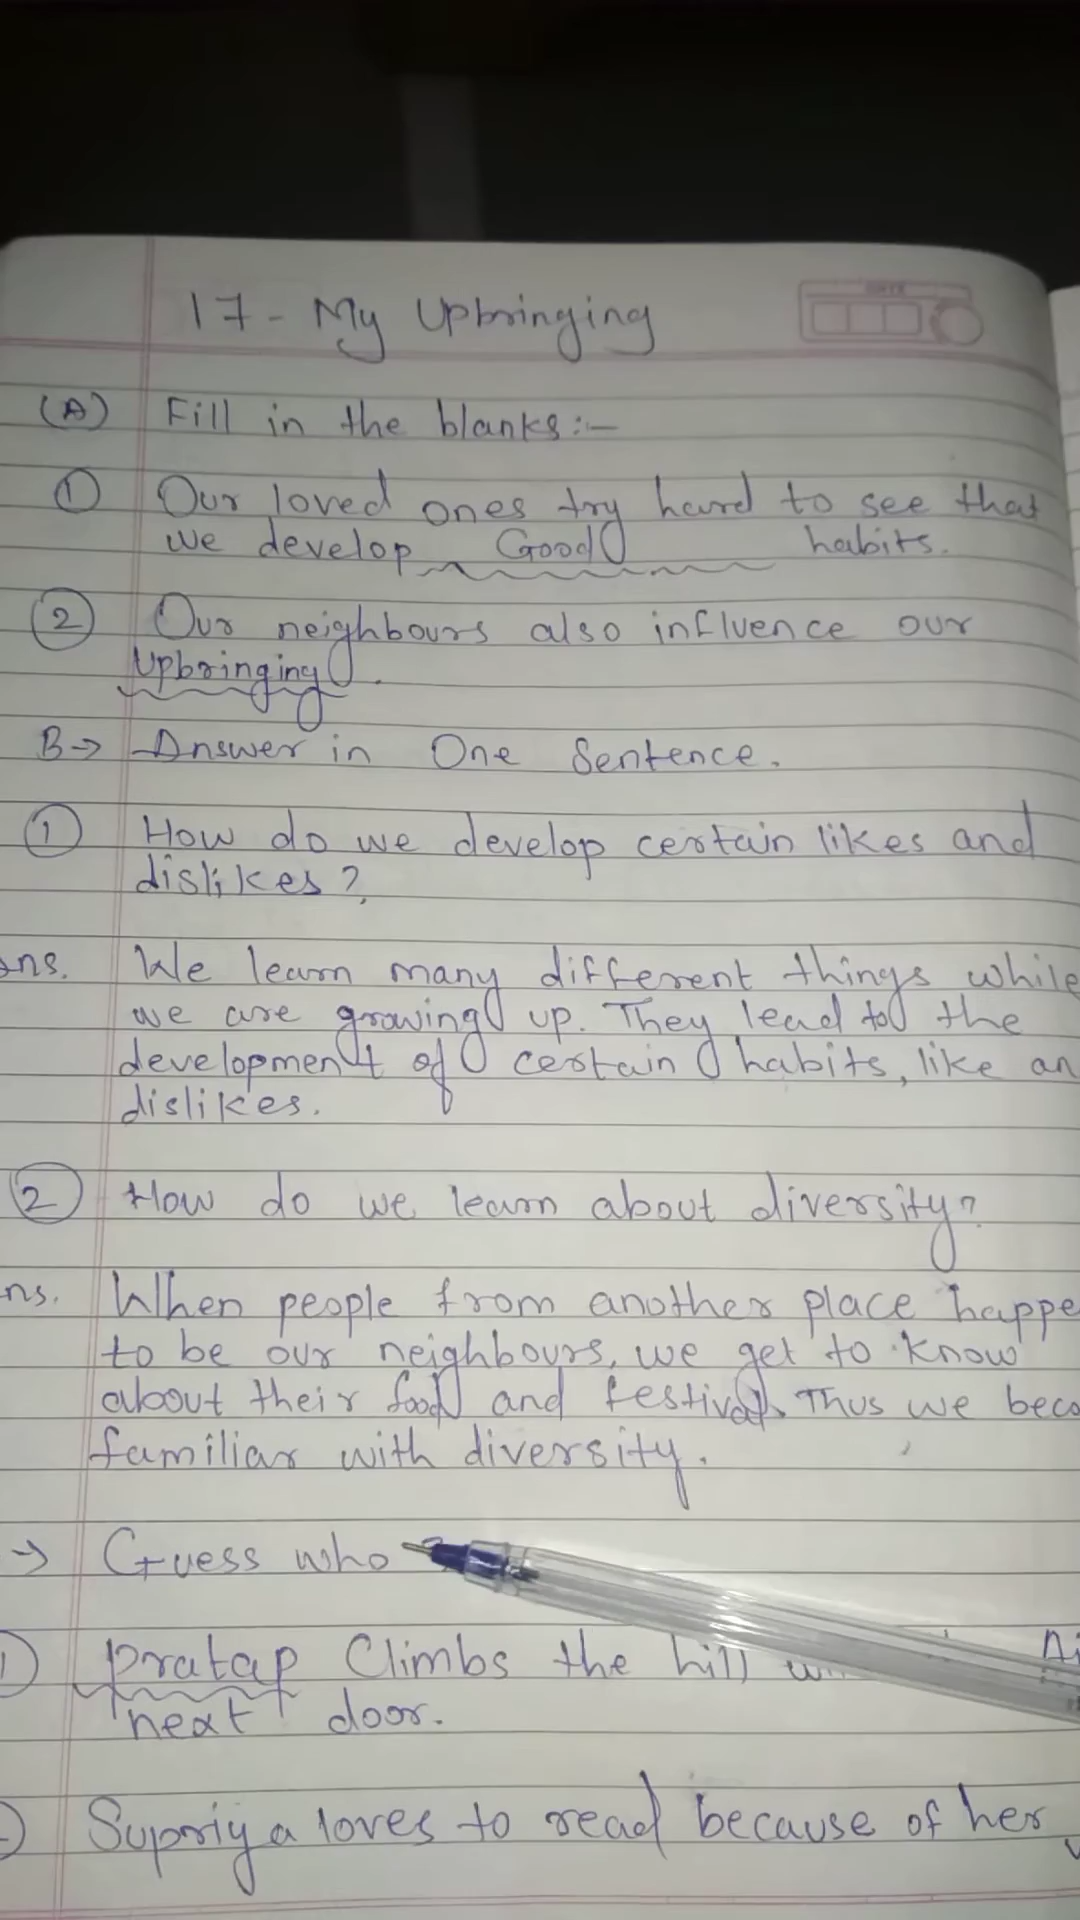 17- My Upbringing
DATE
(A) Fill in the blanks :-
① Our loved ones try hard to see that
we develop Good habits.
② Our neighbours also influence our
Upbringing.
B-> Answer in One Sentence.
① How do we develop certain likes and
dislikes?
Ans. We learn many different things while
we are growing up. They lead to the
development of certain habits, like an
dislikes.
② How do we learn about diversity?
ns. When people from another place happe
to be our neighbours, we get to know
about their food and festival. Thus we beco
familiar with diversity.
-> Guess who
① Pratap Climbs the hill
next door.
Supriya loves to read because of her